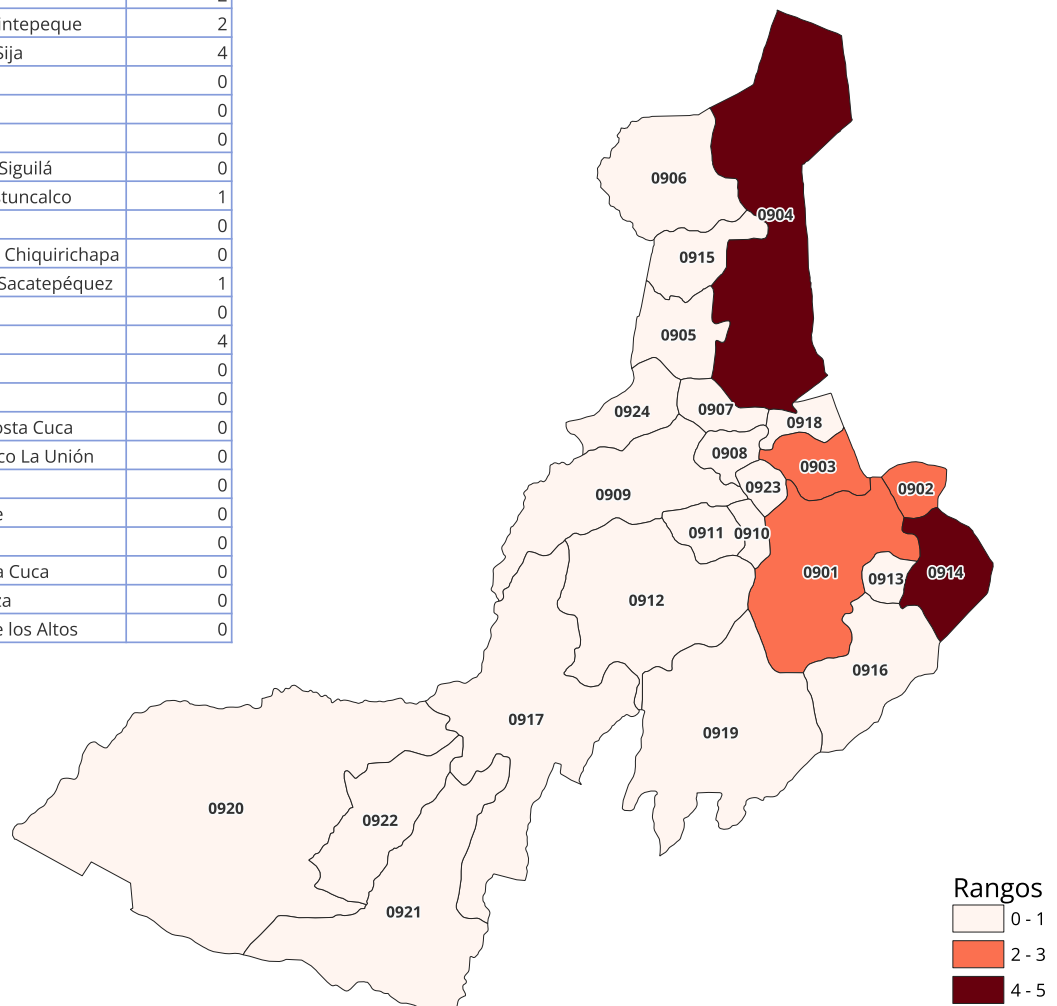 intepeque 2
Sija 4
0
0
0
Siguilá 0
tuncalco 1
0
Chiquirichapa 0
Sacatepéquez 1
0
4
0
0
osta Cuca 0
co La Unión 0
0
e 0
0
a Cuca 0
za 0
e los Altos 0
0906
0904
0915
0905
0924
0907
0918
0908
0903
0923
0902
0909
0911
0910
0901
0913
0914
0912
0916
0917
0919
0920
0922
0921
Rangos
0 - 1
2 - 3
4 - 5